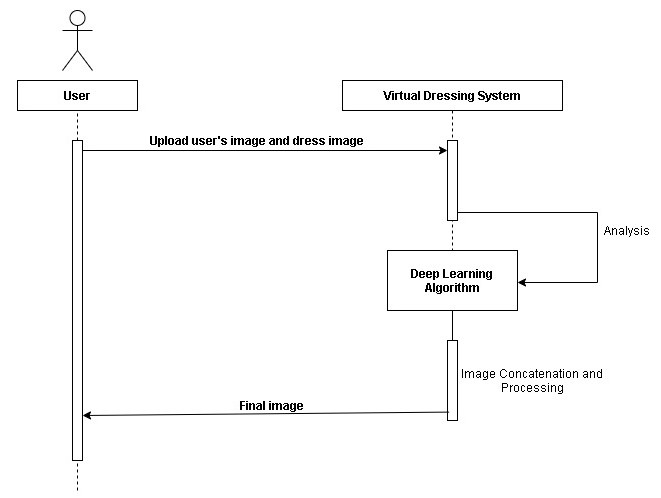 User
Virtual Dressing System
Upload user's image and dress image
Analysis
Deep Learning
Algorithm
Image Concatenation and
Processing
Final image